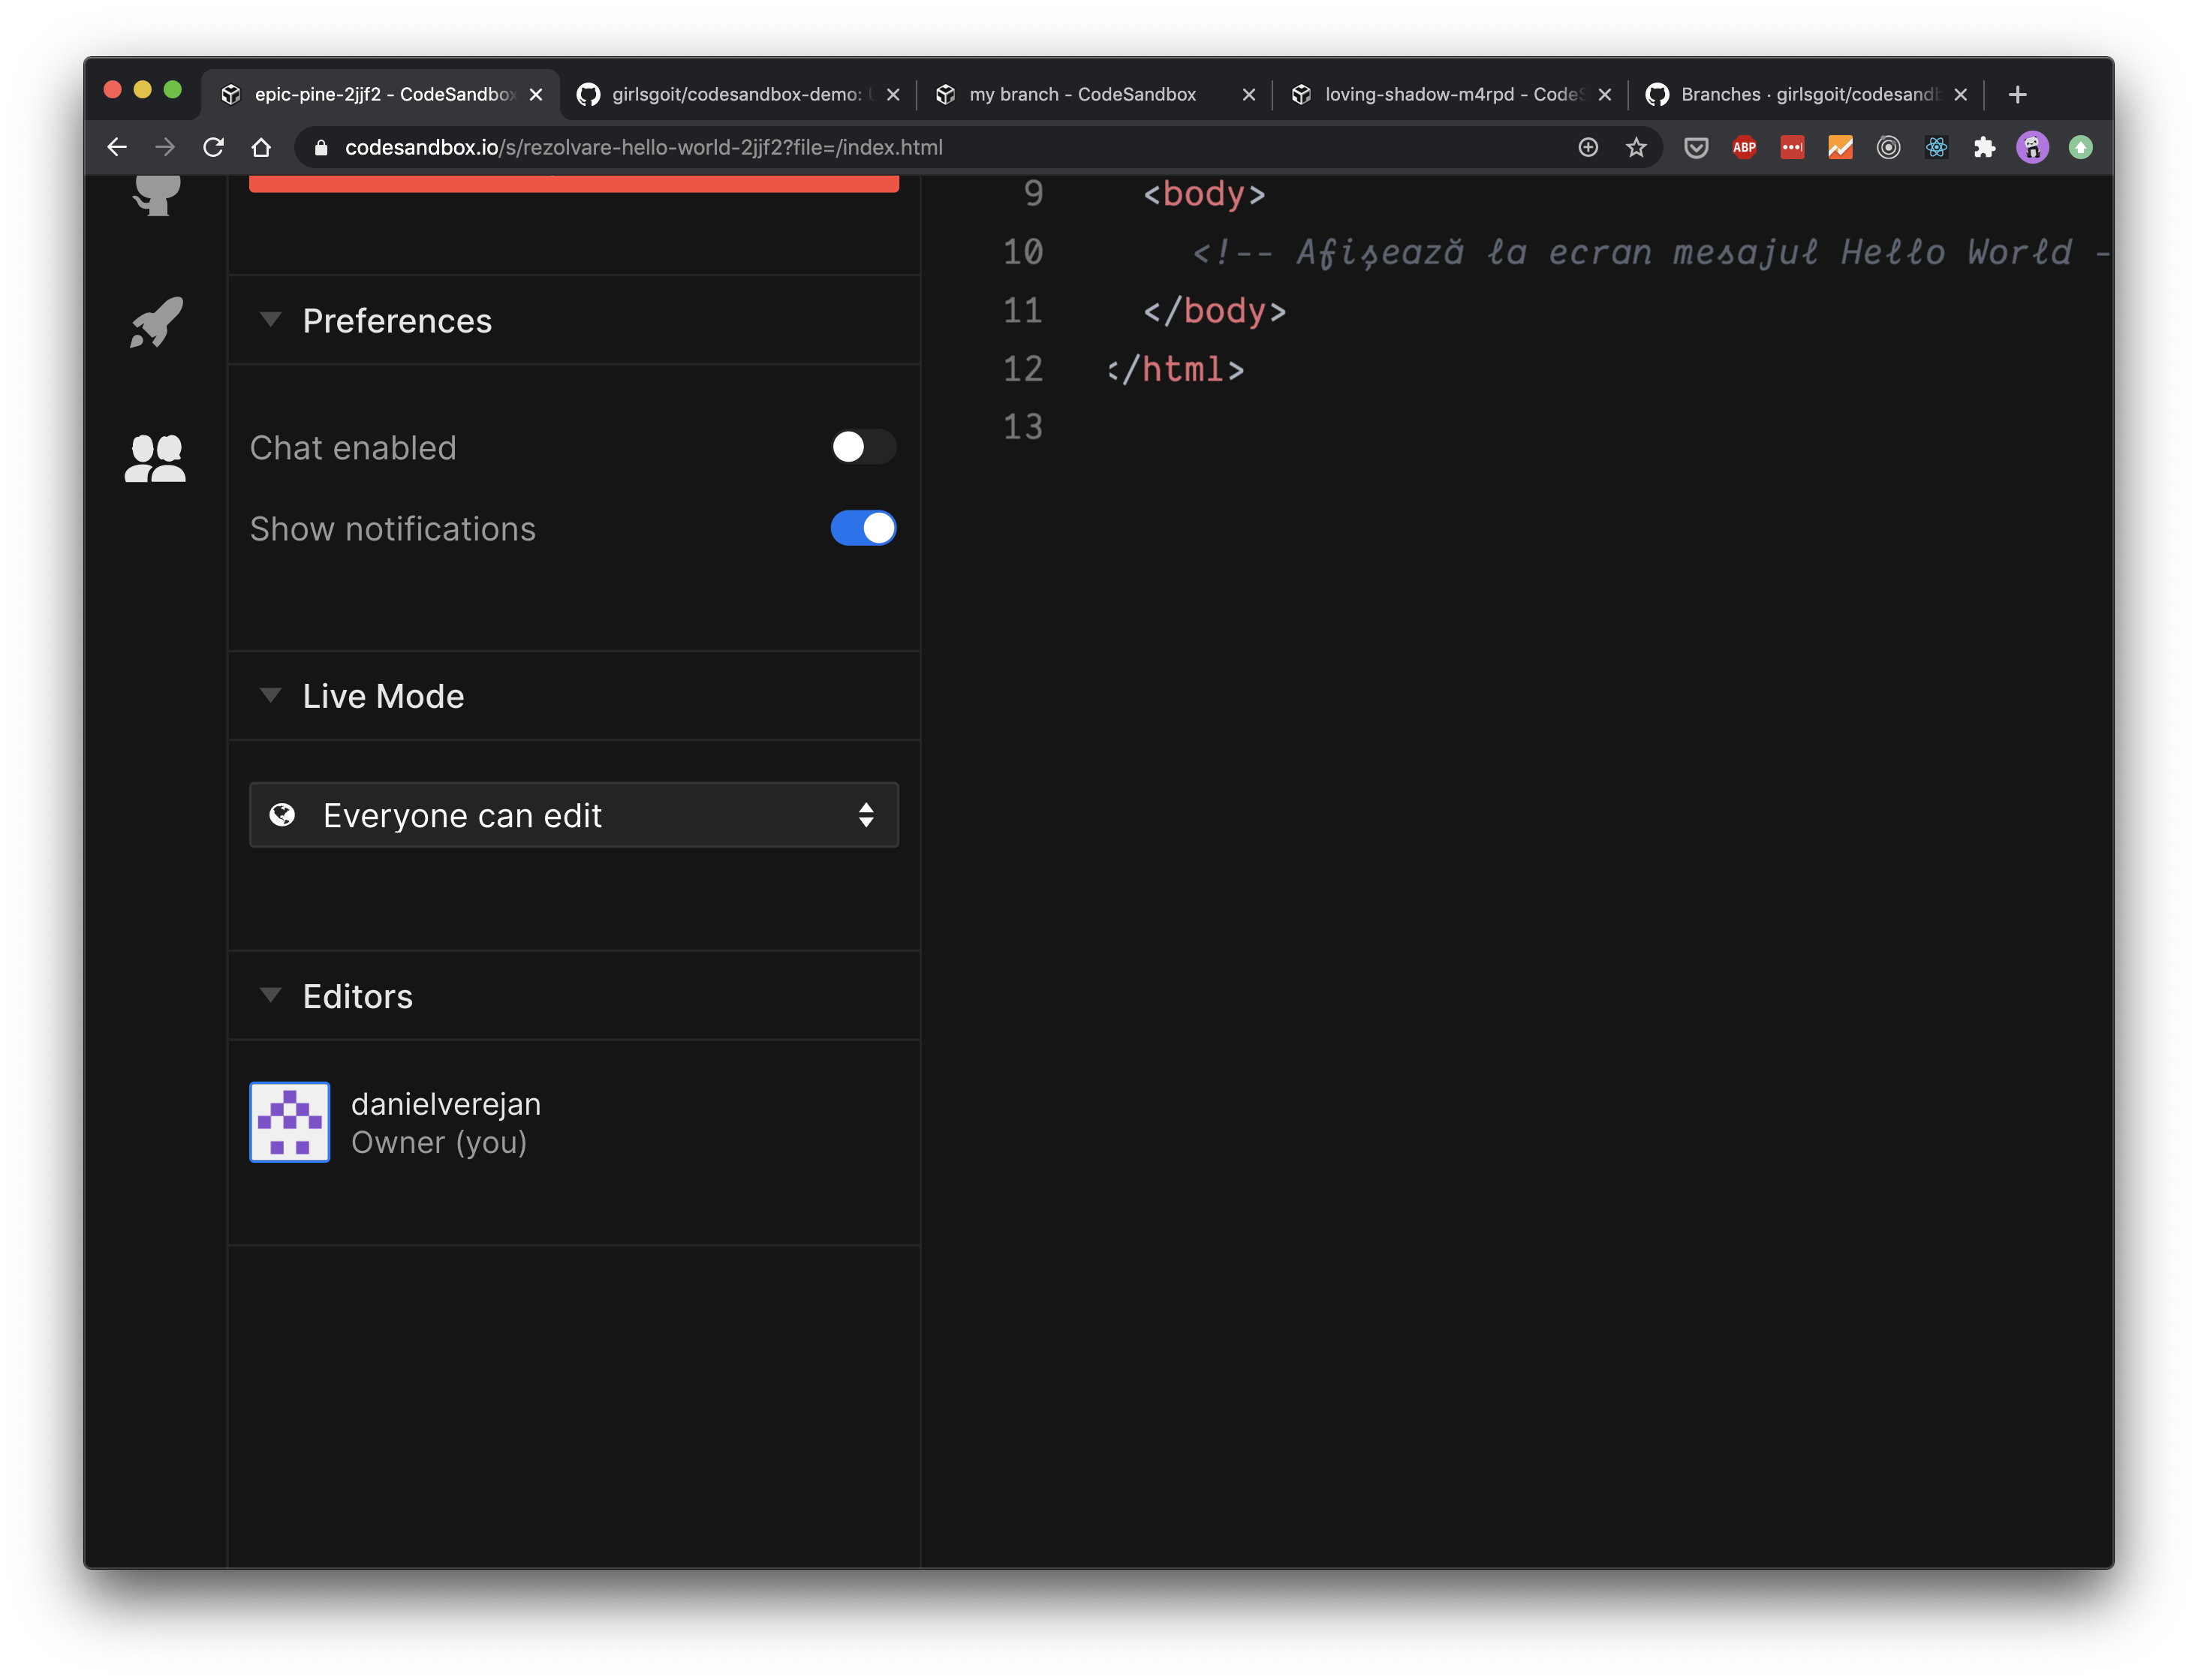 epic-pine-2jjf2 - CodeSandbox
girlsgoit/codesandbox-demo:
my branch - CodeSandbox
loving-shadow-m4rpd - CodeS
Branches · girlsgoit/codesandb
codesandbox.io/s/rezolvare-hello-world-2jjf2?file=/index.html
ABP
Preferences
Chat enabled
Show notifications
Live Mode
Everyone can edit
Editors
danielverejan
Owner (you)
9 <body>
10 <!-- Afișează la ecran mesajul Hello World -
11 </body>
12 </html>
13